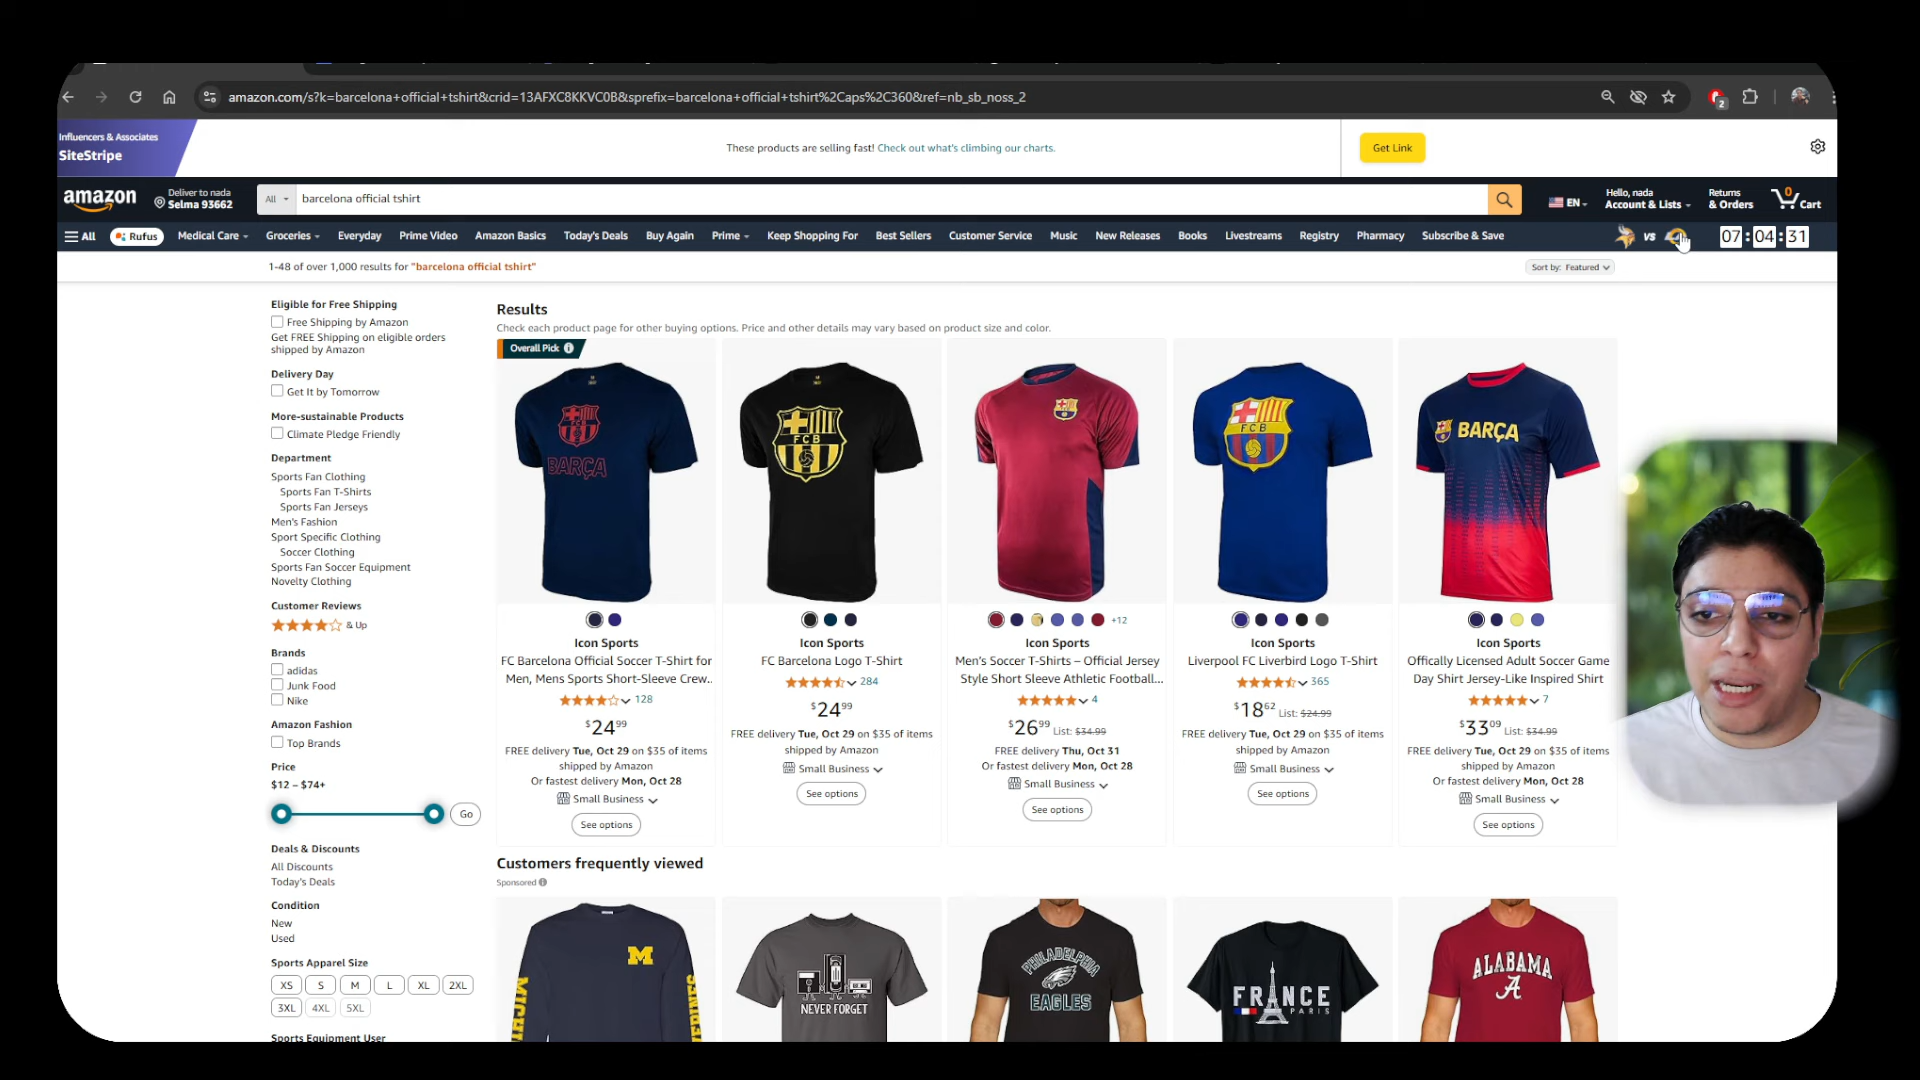 amazon.com/s?k=barcelona+official+tshirt&crid=13AFXC8KKVC0B&sprefix=barcelona+official+tshirt%2Caps%2C360&ref=nb_sb_noss_2
2
Influencers & Associates
SiteStripe
These products are selling fast! Check out what's climbing our charts.
Get Link
amazon
Deliver to nada
Selma 93662
All
barcelona official tshirt
EN
Hello, nada
Account & Lists
Returns
& Orders
0
Cart
All
Rufus
Medical Care
Groceries
Everyday
Prime Video
Amazon Basics
Today's Deals
Buy Again
Prime
Keep Shopping For
Best Sellers
Customer Service
Music
New Releases
Books
Livestreams
Registry
Pharmacy
Subscribe & Save
VS
07:04:31
1-48 of over 1,000 results for "barcelona official tshirt"
Sort by: Featured
Eligible for Free Shipping
Free Shipping by Amazon
Get FREE Shipping on eligible orders
shipped by Amazon
Delivery Day
Get It by Tomorrow
More-sustainable Products
Climate Pledge Friendly
Department
Sports Fan Clothing
Sports Fan T-Shirts
Sports Fan Jerseys
Men's Fashion
Sport Specific Clothing
Soccer Clothing
Sports Fan Soccer Equipment
Novelty Clothing
Customer Reviews
& Up
Brands
adidas
Junk Food
Nike
Amazon Fashion
Top Brands
Price
$12 – $74+
Go
Deals & Discounts
All Discounts
Today's Deals
Condition
New
Used
Sports Apparel Size
XS S M L XL 2XL
3XL 4XL 5XL
Sports Equipment User
Results
Check each product page for other buying options. Price and other details may vary based on product size and color.
Overall Pick
BARÇA
Icon Sports
FC Barcelona Official Soccer T-Shirt for
Men, Mens Sports Short-Sleeve Crew..
128
$24 99
FREE delivery Tue, Oct 29 on $35 of items
shipped by Amazon
Or fastest delivery Mon, Oct 28
Small Business
See options
FCB
Icon Sports
FC Barcelona Logo T-Shirt
284
$24 99
FREE delivery Tue, Oct 29 on $35 of items
shipped by Amazon
Small Business
See options
+12
Icon Sports
Men's Soccer T-Shirts – Official Jersey
Style Short Sleeve Athletic Football...
4
$26 99 List: $34.99
FREE delivery Thu, Oct 31
Or fastest delivery Mon, Oct 28
Small Business
See options
FCB
Icon Sports
Liverpool FC Liverbird Logo T-Shirt
365
$18 62 List: $24.99
FREE delivery Tue, Oct 29 on $35 of items
shipped by Amazon
Small Business
See options
BARÇA
Icon Sports
Offically Licensed Adult Soccer Game
Day Shirt Jersey-Like Inspired Shirt
7
$33 09 List: $34.99
FREE delivery Tue, Oct 29 on $35 of items
shipped by Amazon
Or fastest delivery Mon, Oct 28
Small Business
See options
Customers frequently viewed
Sponsored
M
NEVER FORGET
PHILADELPHIA
EAGLES
FRANCE
PARIS
ALABAMA
A